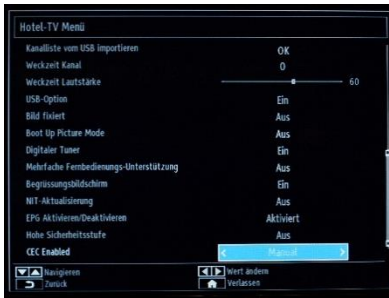 Hotel-TV Menü
Kanalliste vom USB importieren OK
Weckzeit Kanal 0
Weckzeit Lautstärke 60
USB-Option Ein
Bild fixiert Aus
Boot Up Picture Mode Aus
Digitaler Tuner Ein
Mehrfache Fernbedienungs-Unterstützung Aus
Begrüssungsbildschirm Ein
NIT-Aktualisierung Aus
EPG Aktivieren/Deaktivieren Aktiviert
Hohe Sicherheitsstufe Aus
CEC Enabled Manual
Navigieren Wert ändern
Zurück Verlassen